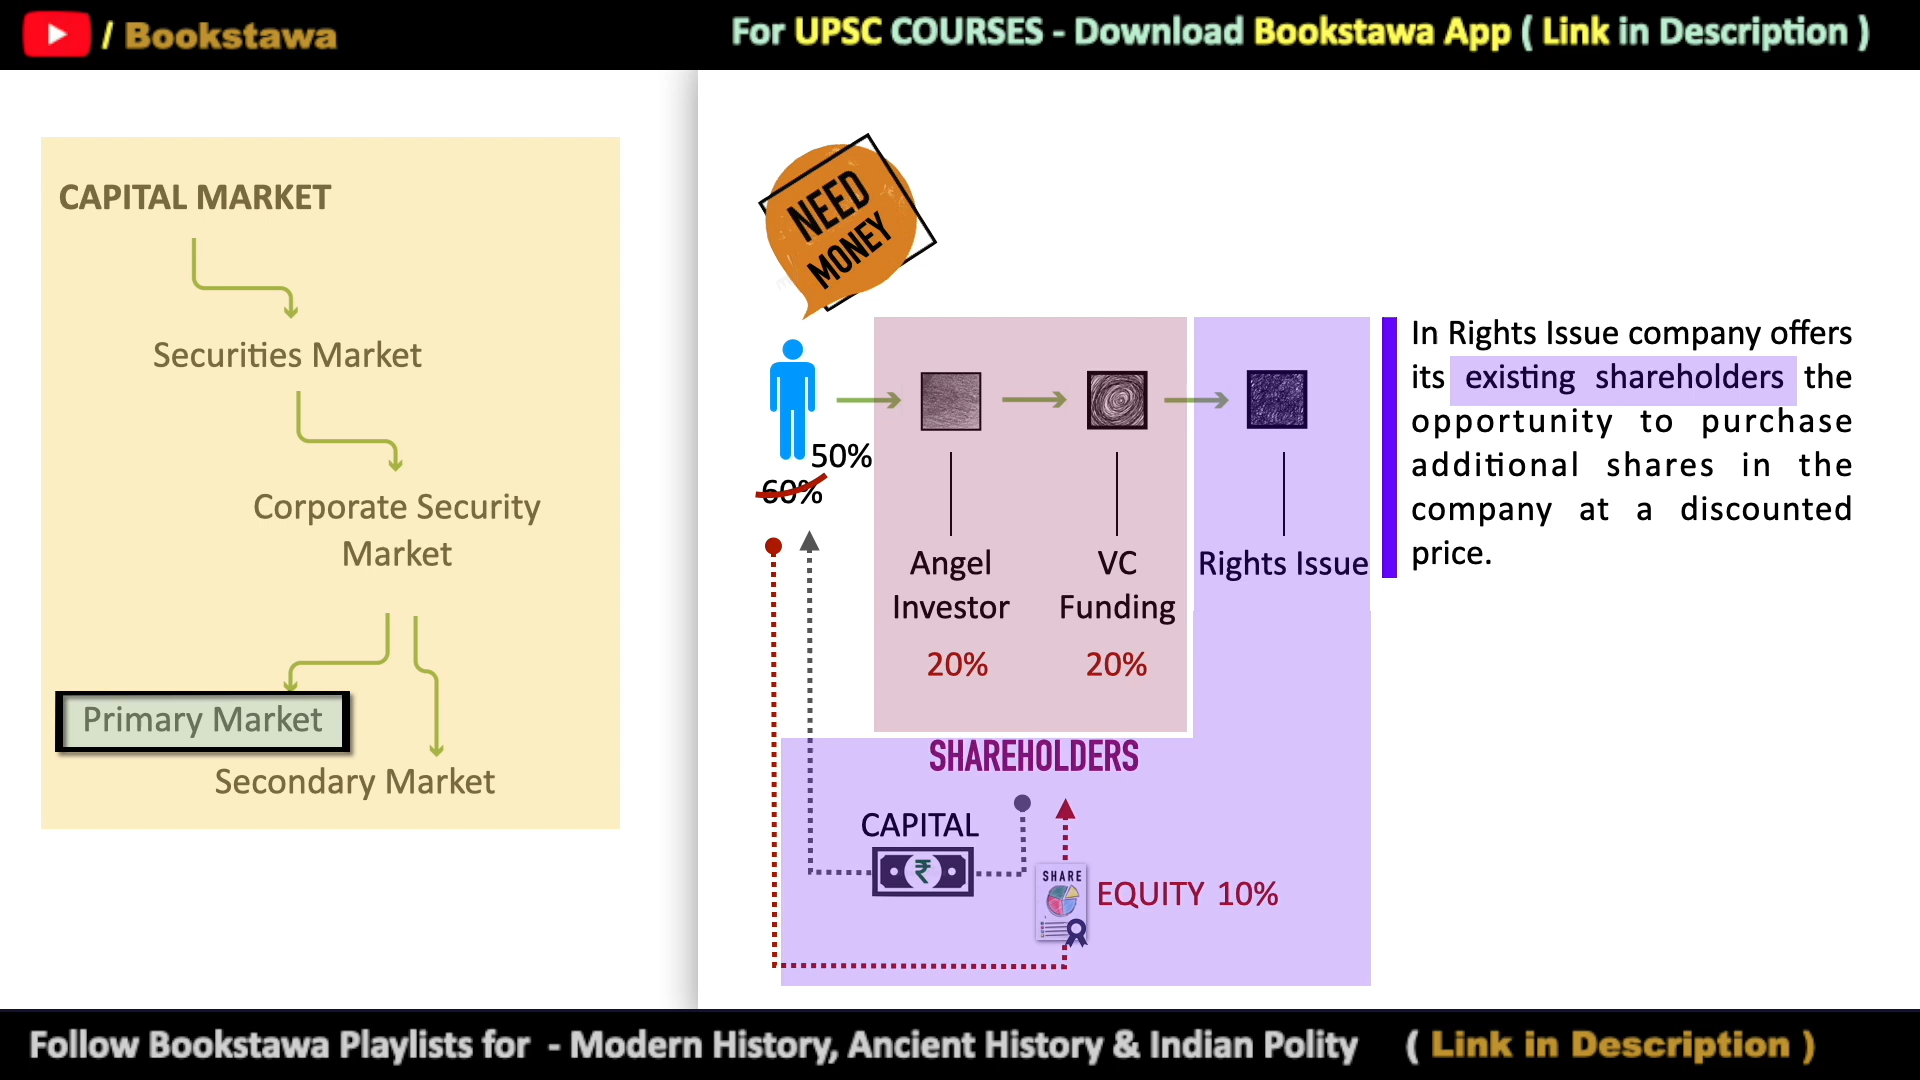 / Bookstawa
For UPSC COURSES - Download Bookstawa App ( Link in Description )
CAPITAL MARKET
Securities Market
Corporate Security
Market
Primary Market
Secondary Market
NEED
MONEY
50%
60%
Angel
Investor
20%
VC
Funding
20%
Rights Issue
In Rights Issue company offers
its existing shareholders the
opportunity to purchase
additional shares in the
company at a discounted
price.
SHAREHOLDERS
CAPITAL
₹
SHARE
EQUITY 10%
Follow Bookstawa Playlists for - Modern History, Ancient History & Indian Polity ( Link in Description )